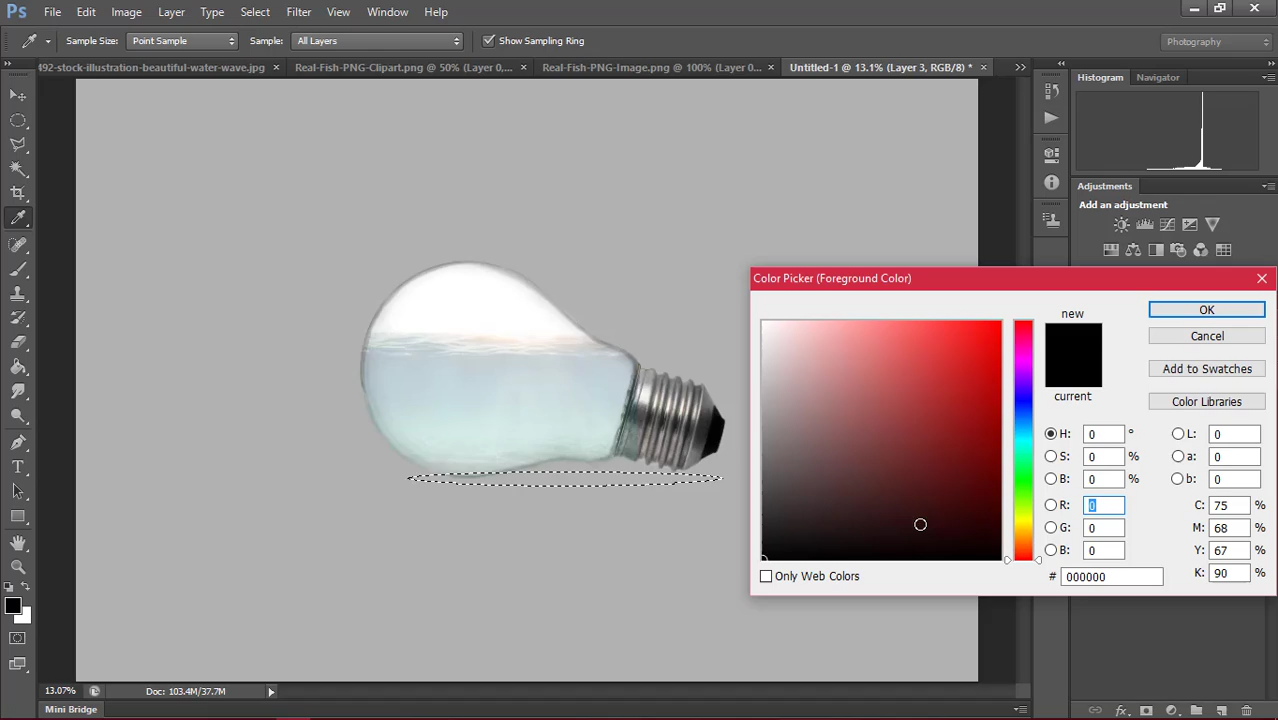 Ps File Edit Image Layer Type Select Filter View Window Help
Sample Size: Point Sample Sample: All Layers Show Sampling Ring Photography
492-stock-illustration-beautiful-water-wave.jpg Real-Fish-PNG-Clipart.png @ 50% (Layer 0,... Real-Fish-PNG-Image.png @ 100% (Layer 0... Untitled-1 @ 13.1% (Layer 3, RGB/8) *
Histogram Navigator
Adjustments
Add an adjustment
Color Picker (Foreground Color)
new
current
OK
Cancel
Add to Swatches
Color Libraries
H: 0 ° L: 0
S: 0 % a: 0
B: 0 % b: 0
R: 0 C: 75 %
G: 0 M: 68 %
B: 0 Y: 67 %
# 000000 K: 90 %
Only Web Colors
T
13.07% Doc: 103.4M/37.7M
Mini Bridge
fx